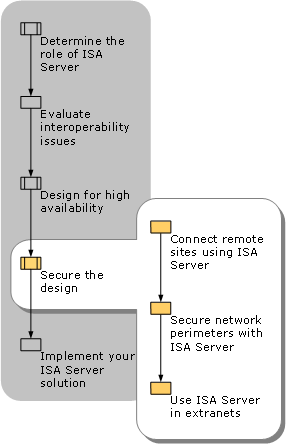 Determine the
role of ISA
Server
Evaluate
interoperability
issues
Design for high
availability
Secure the
design
Implement your
ISA Server
solution
Connect remote
sites using ISA
Server
Secure network
perimeters with
ISA Server
Use ISA Server
in extranets